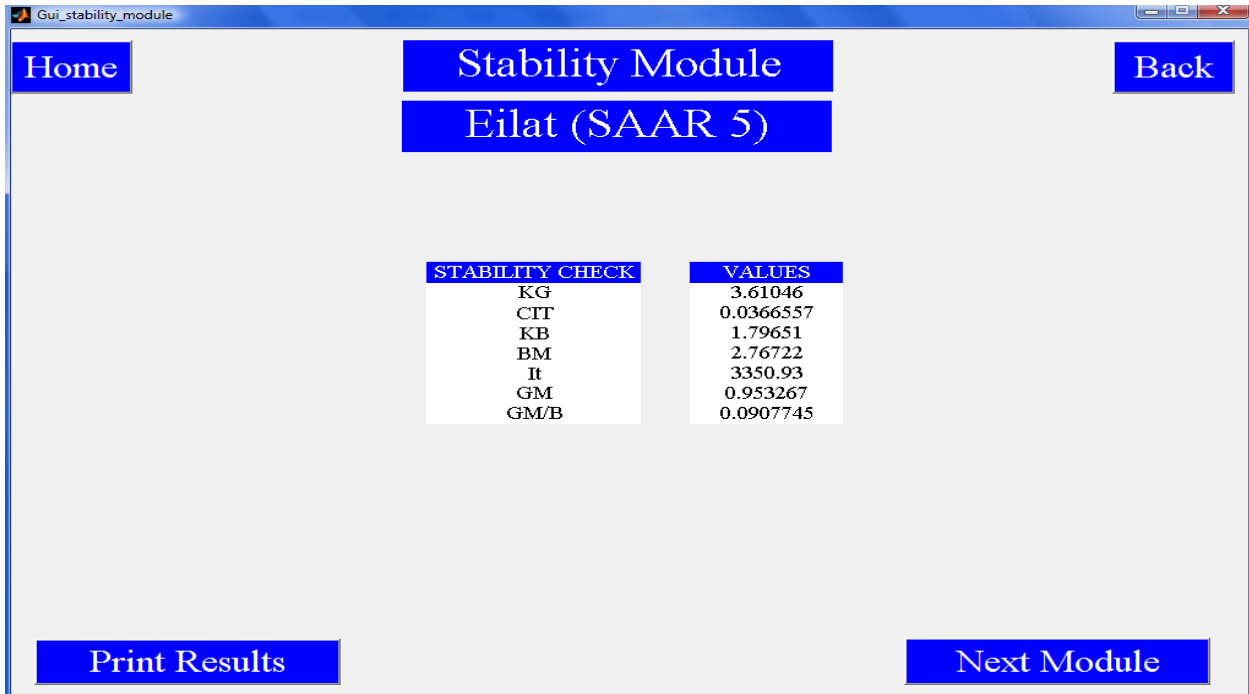 Gui_stability_module
Home
Stability Module
Back
Eilat (SAAR 5)
STABILITY CHECK VALUES
KG 3.61046
CIT 0.0366557
KB 1.79651
BM 2.76722
It 3350.93
GM 0.953267
GM/B 0.0907745
Print Results
Next Module